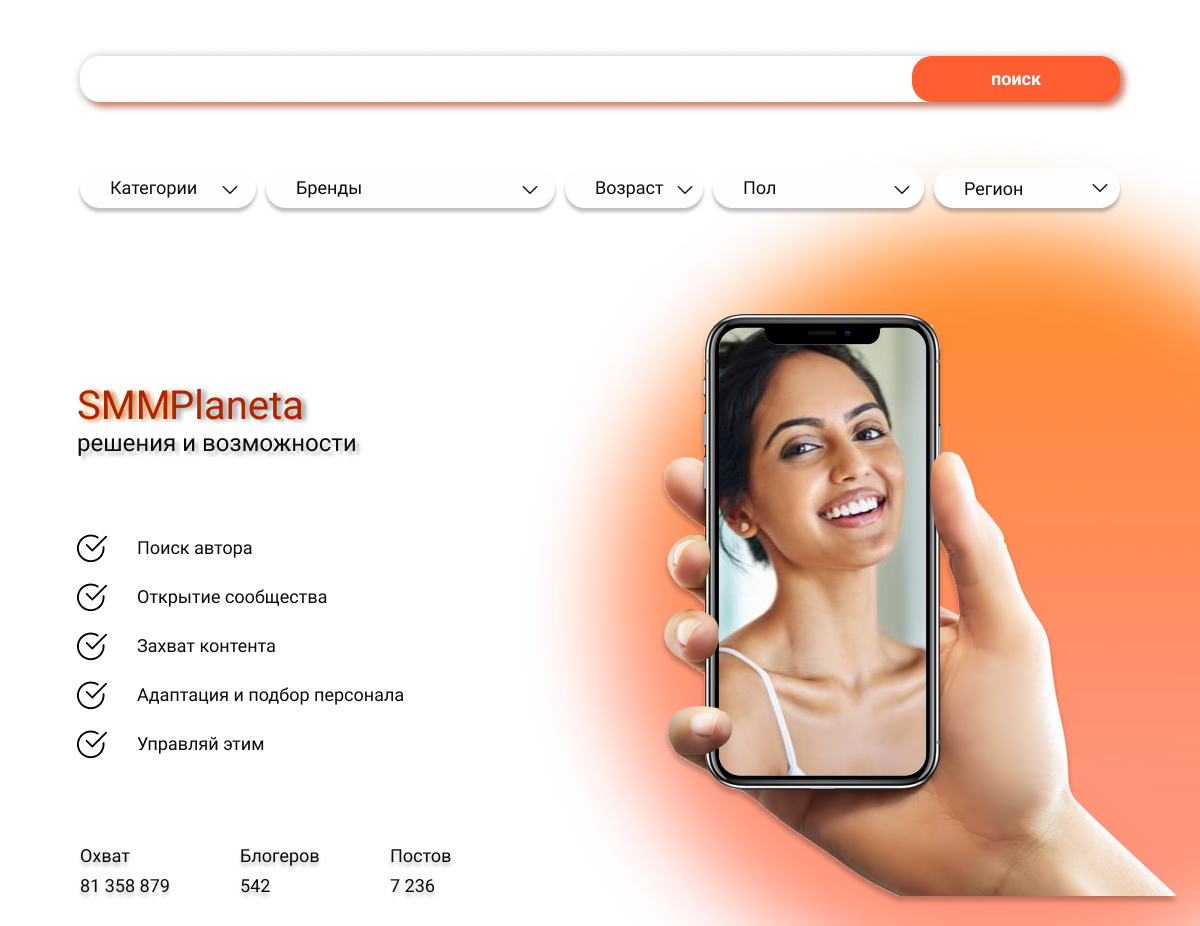 поиск
Категории
Бренды
Возраст
Пол
Регион
SMMPlaneta
решения и возможности
Поиск автора
Открытие сообщества
Захват контента
Адаптация и подбор персонала
Управляй этим
Охват
Блогеров
Постов
81 358 879
542
7 236